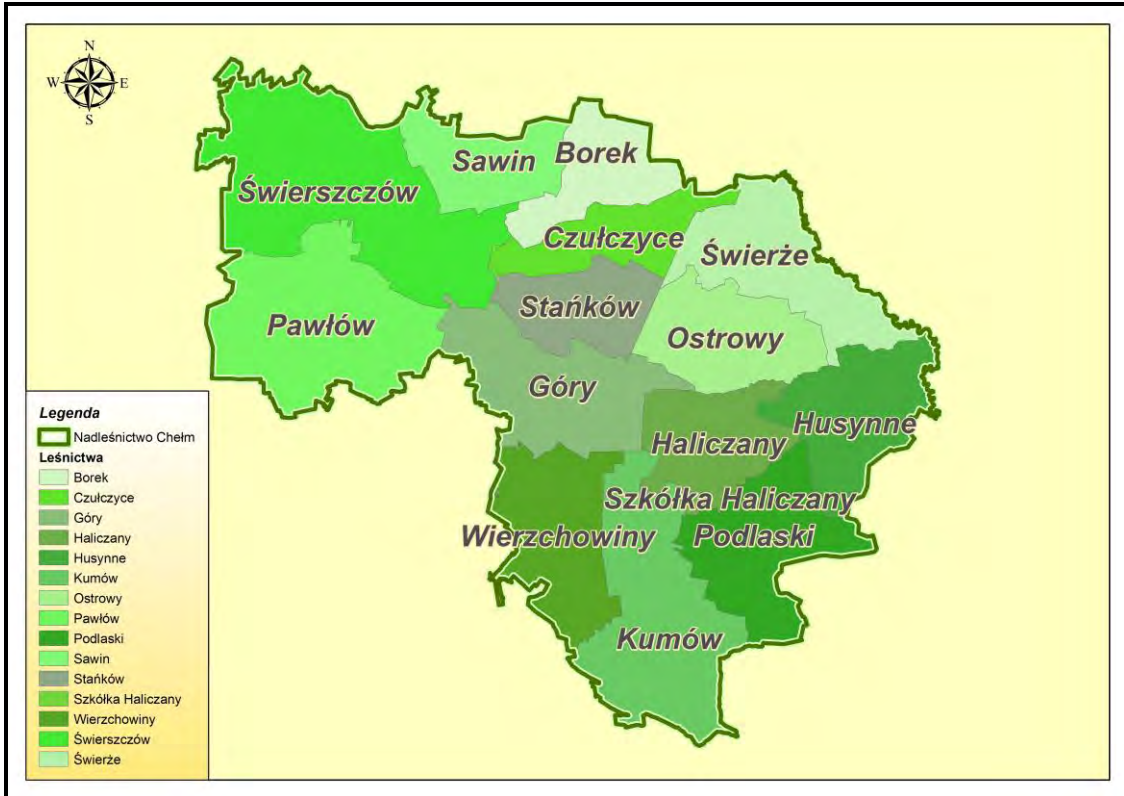 N
W E
S
Sawin
Borek
Świerszczów
Czułczyce
Świerże
Stańków
Pawłów
Ostrowy
Góry
Husynne
Haliczany
Szkółka Haliczany
Wierzchowiny
Podlaski
Kumów
Legenda
Nadleśnictwo Chełm
Leśnictwa
Borek
Czułczyce
Góry
Haliczany
Husynne
Kumów
Ostrowy
Pawłów
Podlaski
Sawin
Stańków
Szkółka Haliczany
Wierzchowiny
Świerszczów
Świerże